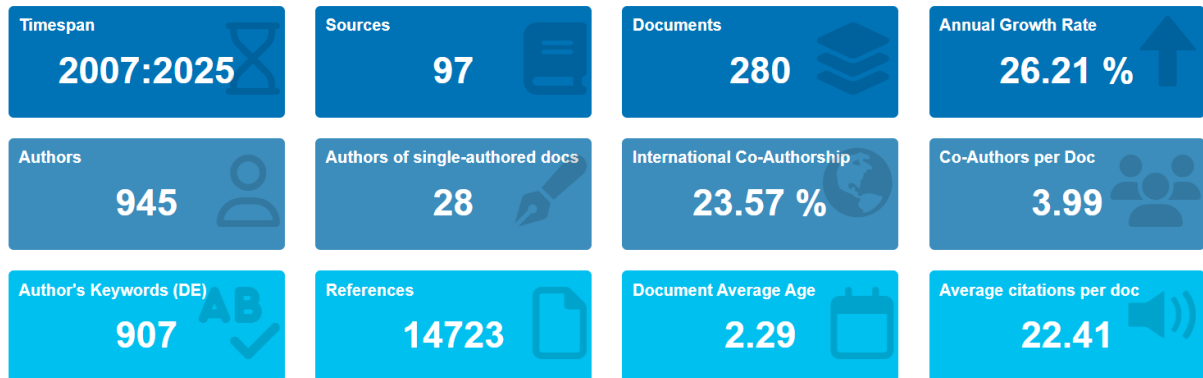 Timespan
2007:2025
Sources
97
Documents
280
Annual Growth Rate
26.21 %
Authors
945
Authors of single-authored docs
28
International Co-Authorship
23.57 %
Co-Authors per Doc
3.99
Author's Keywords (DE)
907
AB
References
14723
Document Average Age
2.29
Average citations per doc
22.41